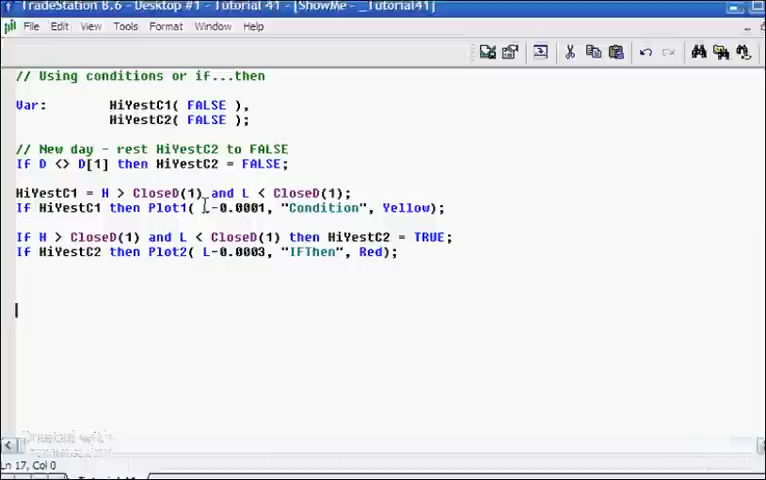 TradeStation 8.6 - Desktop #1 - Tutorial 41 - [ShowMe - _Tutorial41]
File Edit View Tools Format Window Help
// Using conditions or if...then
Var: HiYestC1( FALSE ),
HiYestC2( FALSE );
// New day - rest HiYestC2 to FALSE
If D <> D[1] then HiYestC2 = FALSE;
HiYestC1 = H > CloseD(1) and L < CloseD(1);
If HiYestC1 then Plot1( L-0.0001, "Condition", Yellow);
If H > CloseD(1) and L < CloseD(1) then HiYestC2 = TRUE;
If HiYestC2 then Plot2( L-0.0003, "IFThen", Red);
Created with
Ln 17, Col 0